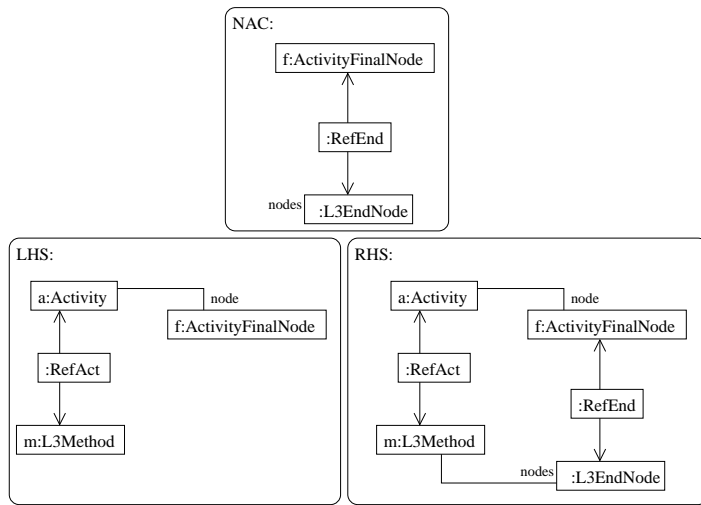 NAC:
f:ActivityFinalNode
:RefEnd
nodes
:L3EndNode
LHS:
a:Activity
node
f:ActivityFinalNode
:RefAct
m:L3Method
RHS:
a:Activity
node
f:ActivityFinalNode
:RefAct
:RefEnd
m:L3Method
nodes
:L3EndNode